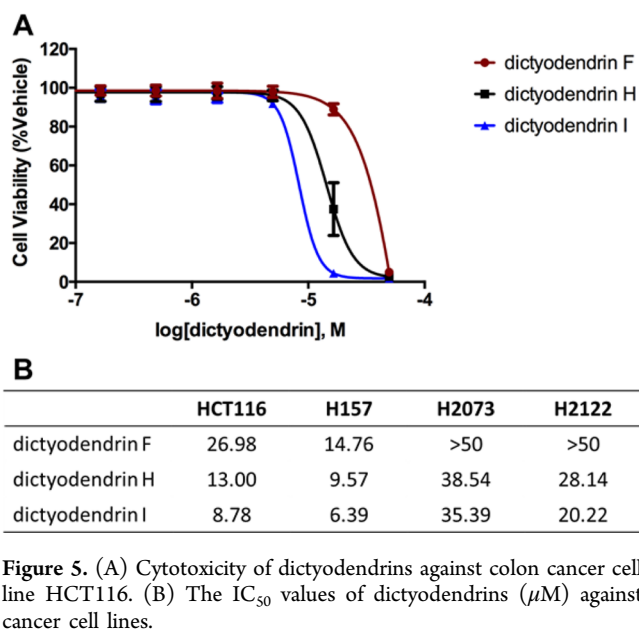 A
dictyodendrin F
dictyodendrin H
dictyodendrin I
Cell Viability (%Vehicle)
120
100
80
60
40
20
0
-7 -6 -5 -4
log[dictyodendrin], M
B
HCT116 H157 H2073 H2122
dictyodendrin F 26.98 14.76 >50 >50
dictyodendrin H 13.00 9.57 38.54 28.14
dictyodendrin I 8.78 6.39 35.39 20.22
Figure 5. (A) Cytotoxicity of dictyodendrins against colon cancer cell
line HCT116. (B) The IC50 values of dictyodendrins (μM) against
cancer cell lines.